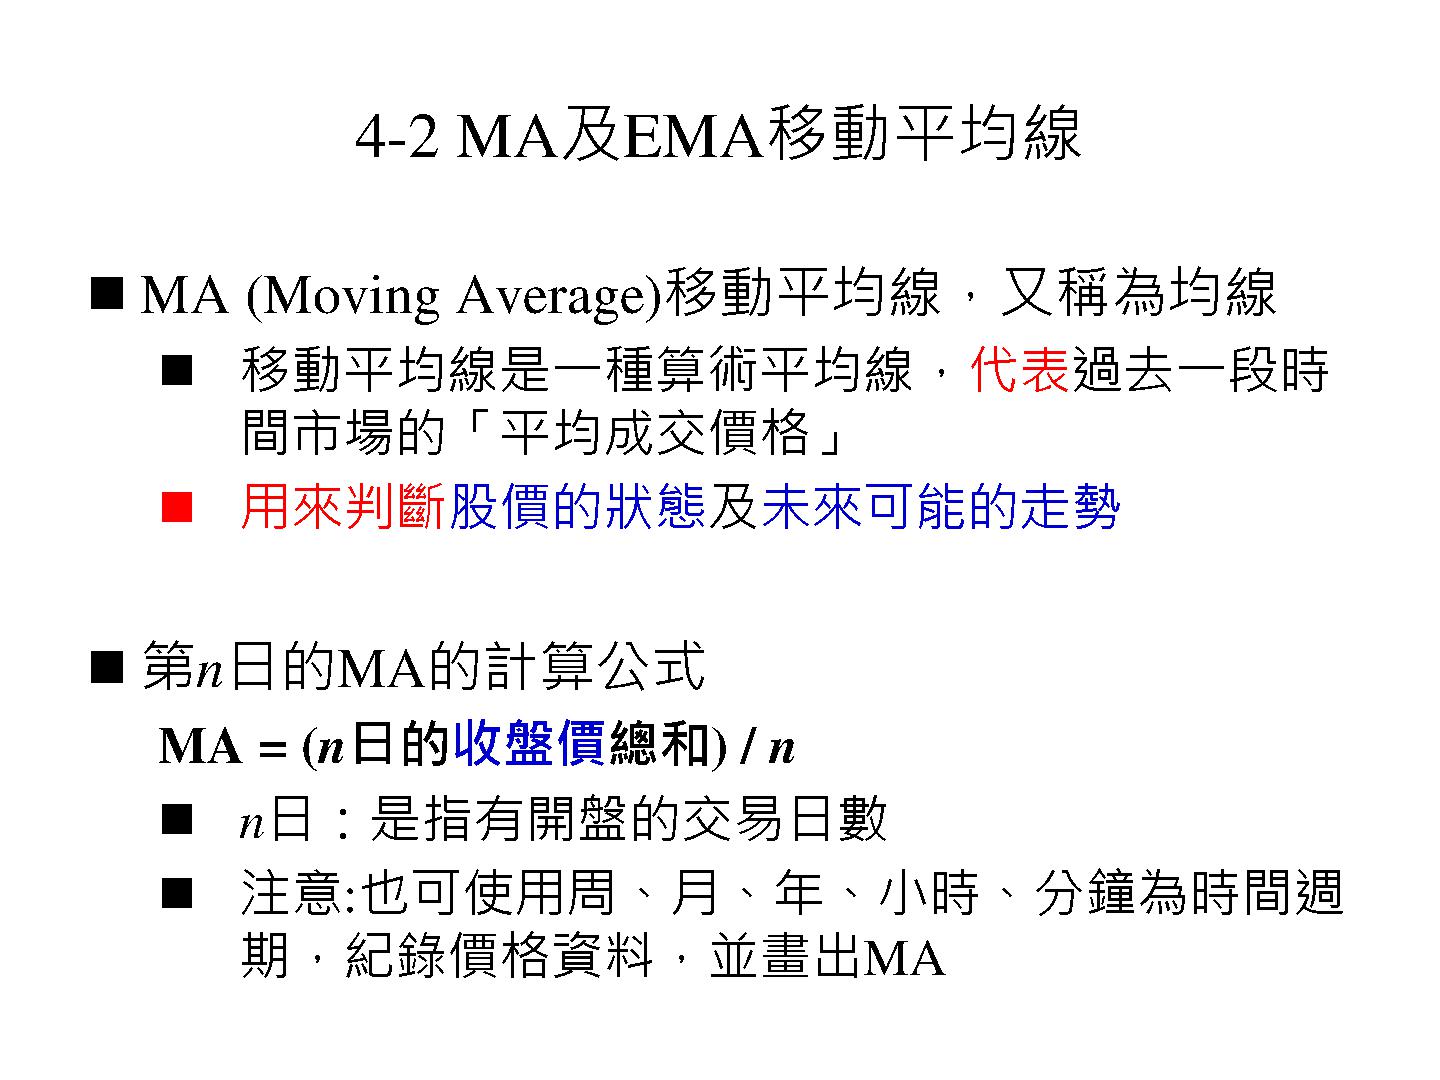 4-2 MA及EMA移動平均線
■ MA (Moving Average)移動平均線，又稱為均線
■ 移動平均線是一種算術平均線，代表過去一段時
間市場的「平均成交價格」
■ 用來判斷股價的狀態及未來可能的走勢
■ 第n日的MA的計算公式
MA = (n日的收盤價總和) / n
■ n日：是指有開盤的交易日數
■ 注意:也可使用周、月、年、小時、分鐘為時間週
期，紀錄價格資料，並畫出MA